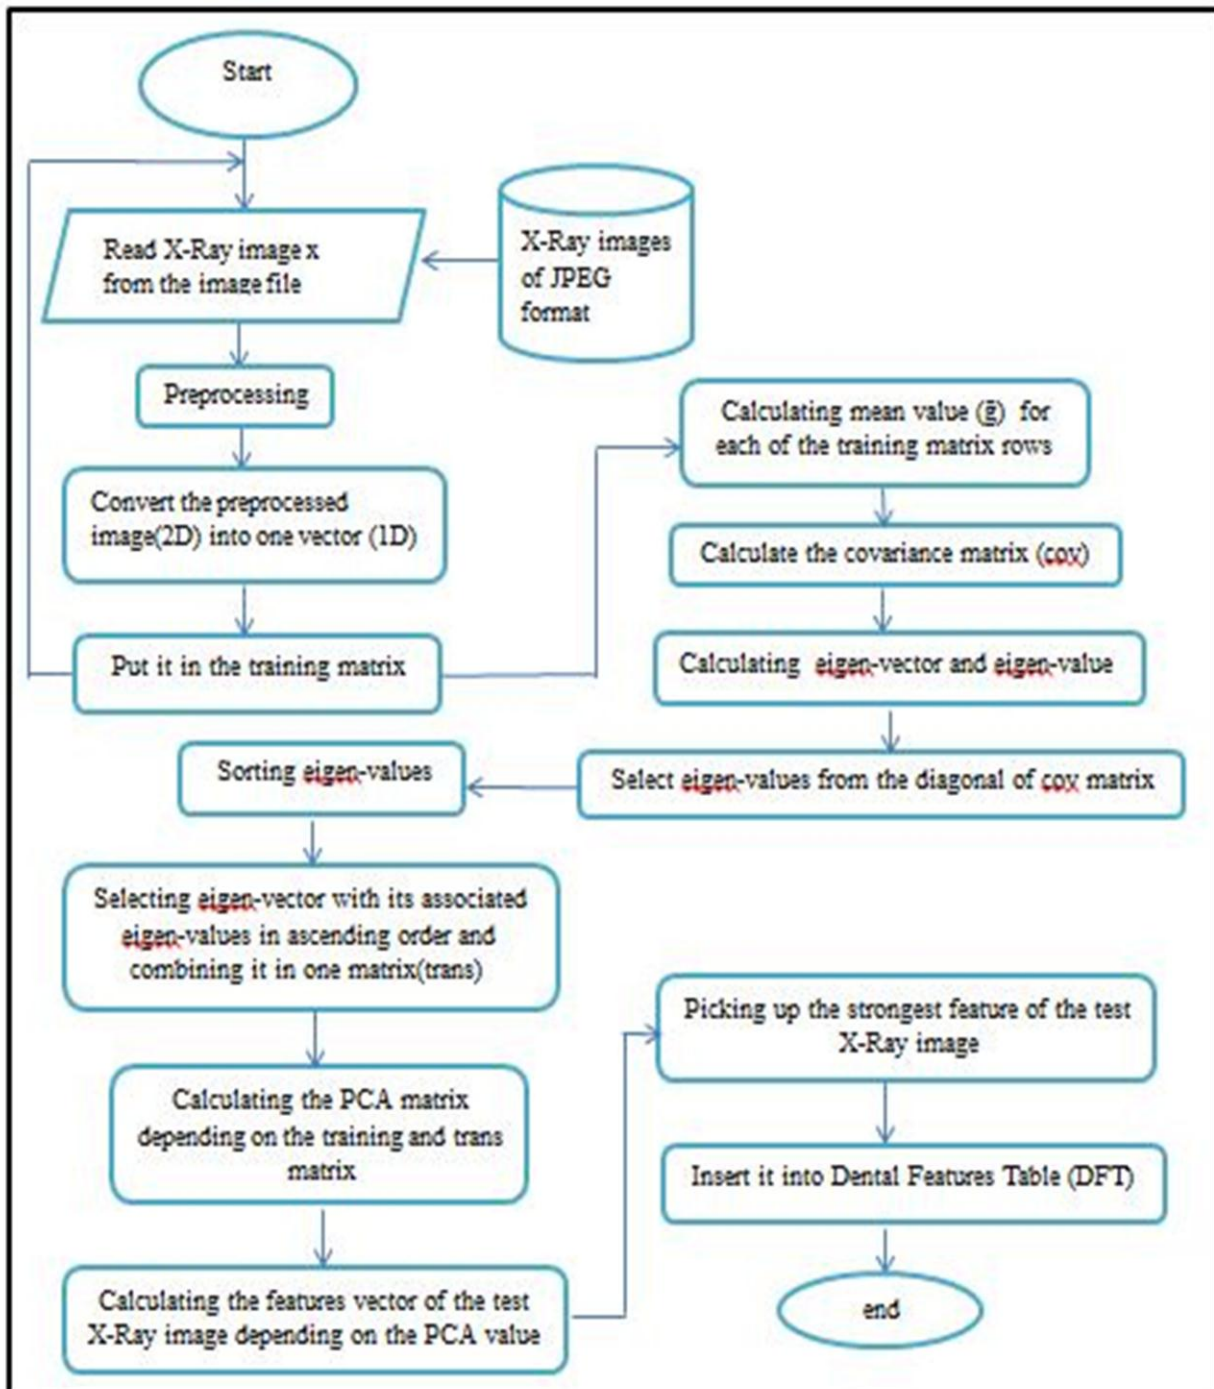 Start
Read X-Ray image x
from the image file
X-Ray images
of JPEG
format
Preprocessing
Convert the preprocessed
image(2D) into one vector (1D)
Put it in the training matrix
Calculating mean value (ḡ) for
each of the training matrix rows
Calculate the covariance matrix (cov)
Calculating eigen-vector and eigen-value
Select eigen-values from the diagonal of cov matrix
Sorting eigen-values
Selecting eigen-vector with its associated
eigen-values in ascending order and
combining it in one matrix(trans)
Calculating the PCA matrix
depending on the training and trans
matrix
Calculating the features vector of the test
X-Ray image depending on the PCA value
Picking up the strongest feature of the test
X-Ray image
Insert it into Dental Features Table (DFT)
end